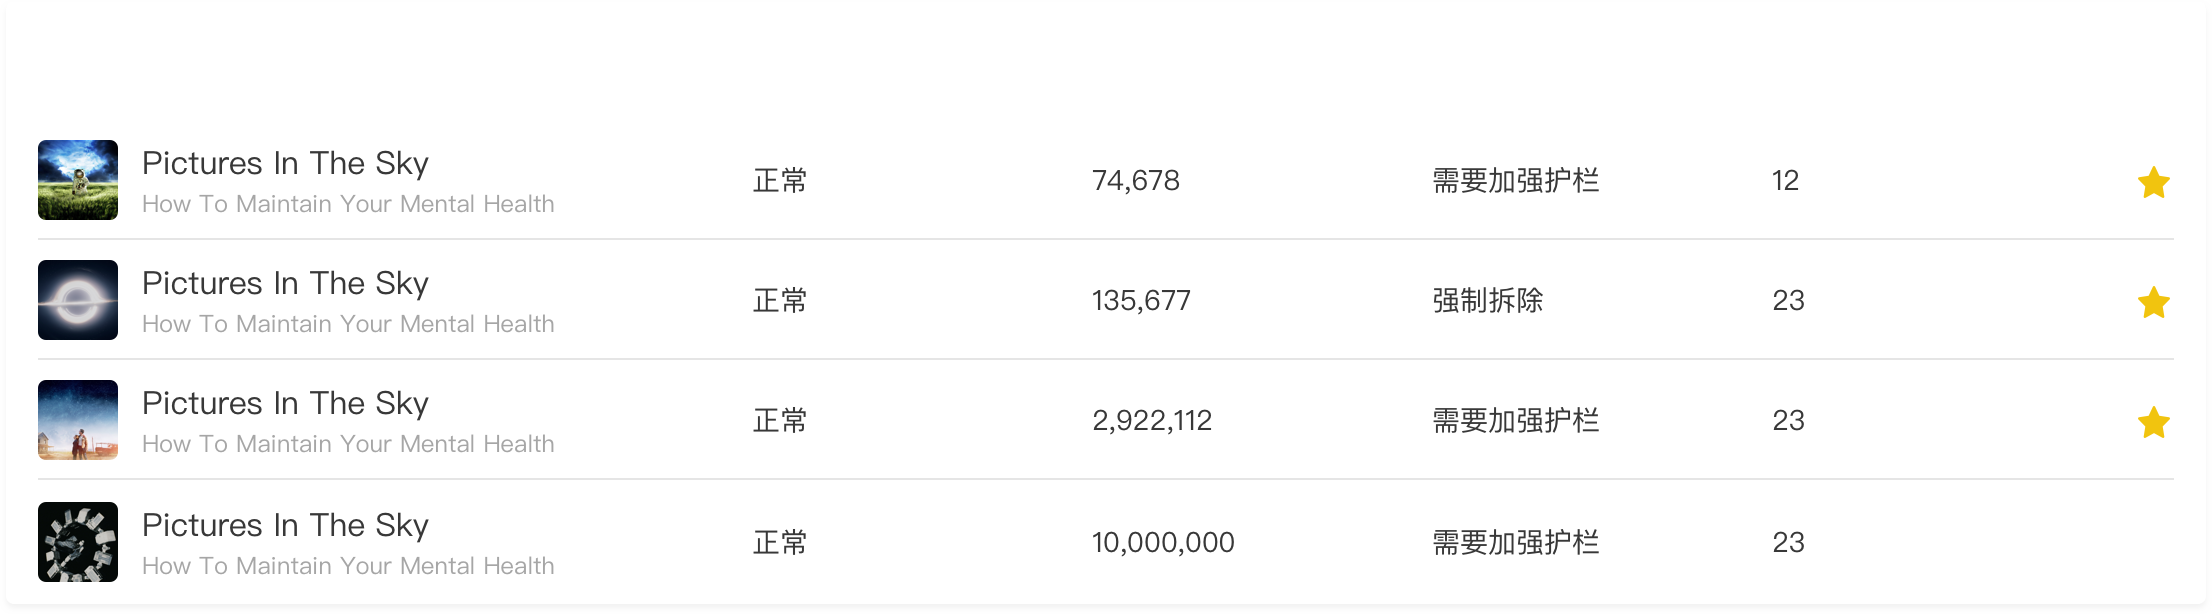 Pictures In The Sky
How To Maintain Your Mental Health
正常
74,678
需要加强护栏
12
Pictures In The Sky
How To Maintain Your Mental Health
正常
135,677
强制拆除
23
Pictures In The Sky
How To Maintain Your Mental Health
正常
2,922,112
需要加强护栏
23
Pictures In The Sky
How To Maintain Your Mental Health
正常
10,000,000
需要加强护栏
23